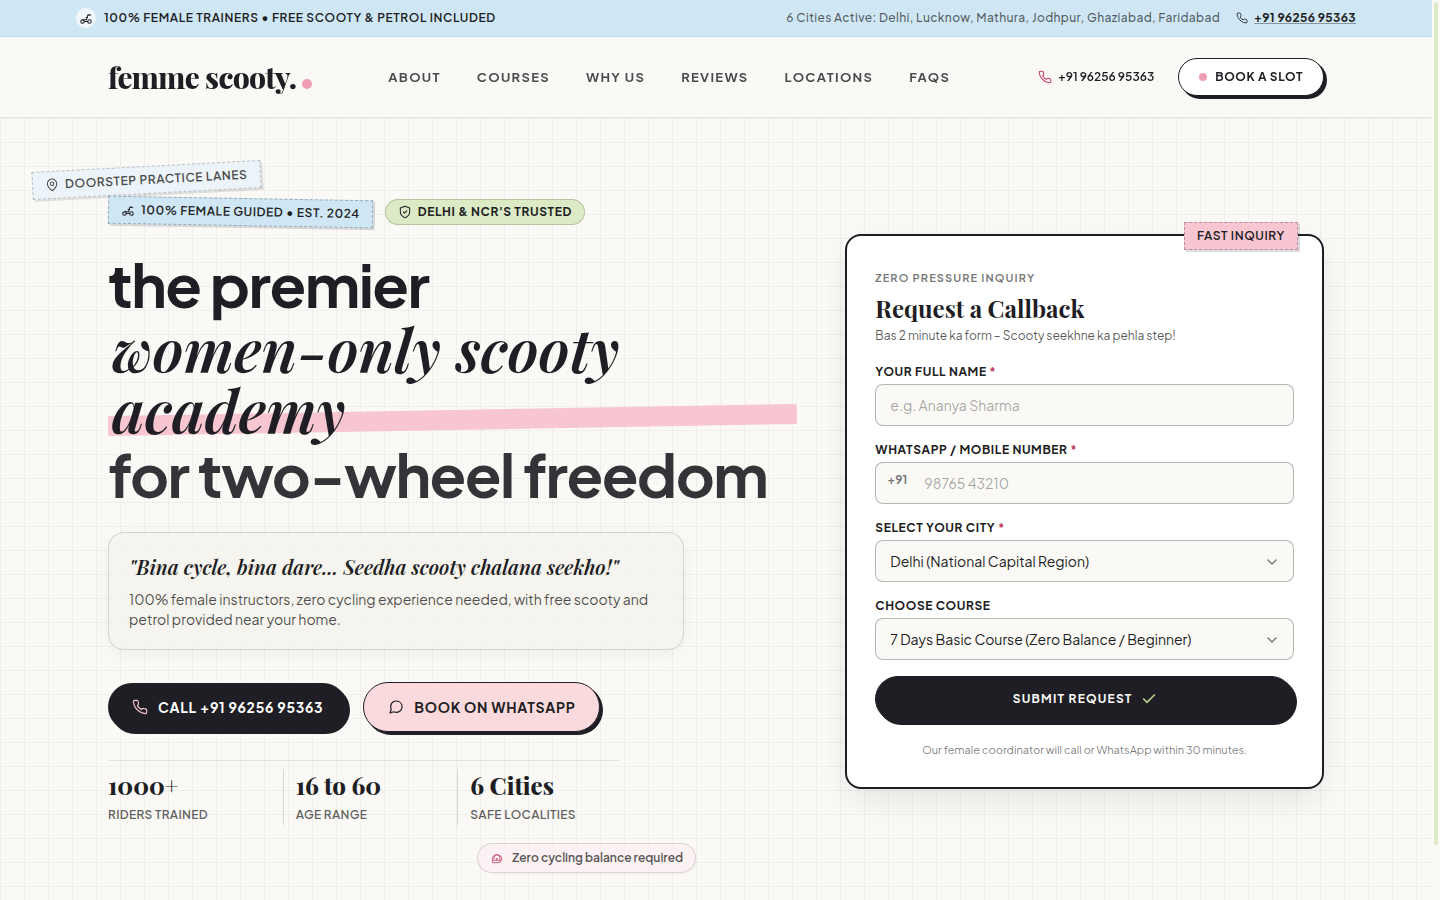 100% FEMALE TRAINERS • FREE SCOOTY & PETROL INCLUDED
6 Cities Active: Delhi, Lucknow, Mathura, Jodhpur, Ghaziabad, Faridabad
+91 96256 95363
femme scooty.
ABOUT
COURSES
WHY US
REVIEWS
LOCATIONS
FAQS
+91 96256 95363
BOOK A SLOT
DOORSTEP PRACTICE LANES
100% FEMALE GUIDED • EST. 2024
DELHI & NCR'S TRUSTED
the premier
women-only scooty
academy
for two-wheel freedom
"Bina cycle, bina dare... Seedha scooty chalana seekho!"
100% female instructors, zero cycling experience needed, with free scooty and
petrol provided near your home.
CALL +91 96256 95363
BOOK ON WHATSAPP
1000+
RIDERS TRAINED
16 to 60
AGE RANGE
6 Cities
SAFE LOCALITIES
Zero cycling balance required
FAST INQUIRY
ZERO PRESSURE INQUIRY
Request a Callback
Bas 2 minute ka form – Scooty seekhne ka pehla step!
YOUR FULL NAME *
e.g. Ananya Sharma
WHATSAPP / MOBILE NUMBER *
+91 98765 43210
SELECT YOUR CITY *
Delhi (National Capital Region)
CHOOSE COURSE
7 Days Basic Course (Zero Balance / Beginner)
SUBMIT REQUEST
Our female coordinator will call or WhatsApp within 30 minutes.